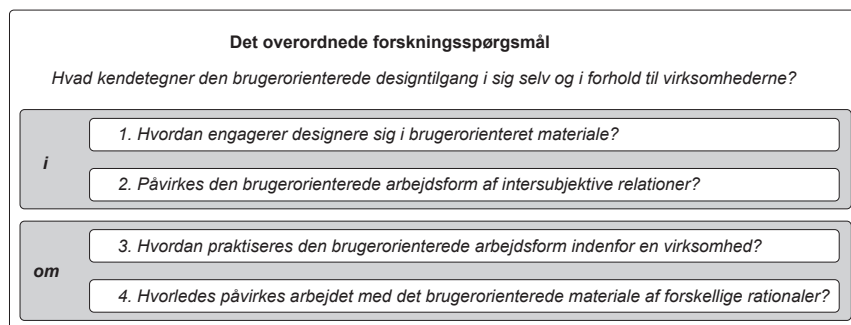 Det overordnede forskningsspørgsmål
Hvad kendetegner den brugerorienterede designtilgang i sig selv og i forhold til virksomhederne?
i
1. Hvordan engagerer designere sig i brugerorienteret materiale?
2. Påvirkes den brugerorienterede arbejdsform af intersubjektive relationer?
om
3. Hvordan praktiseres den brugerorienterede arbejdsform indenfor en virksomhed?
4. Hvorledes påvirkes arbejdet med det brugerorienterede materiale af forskellige rationaler?